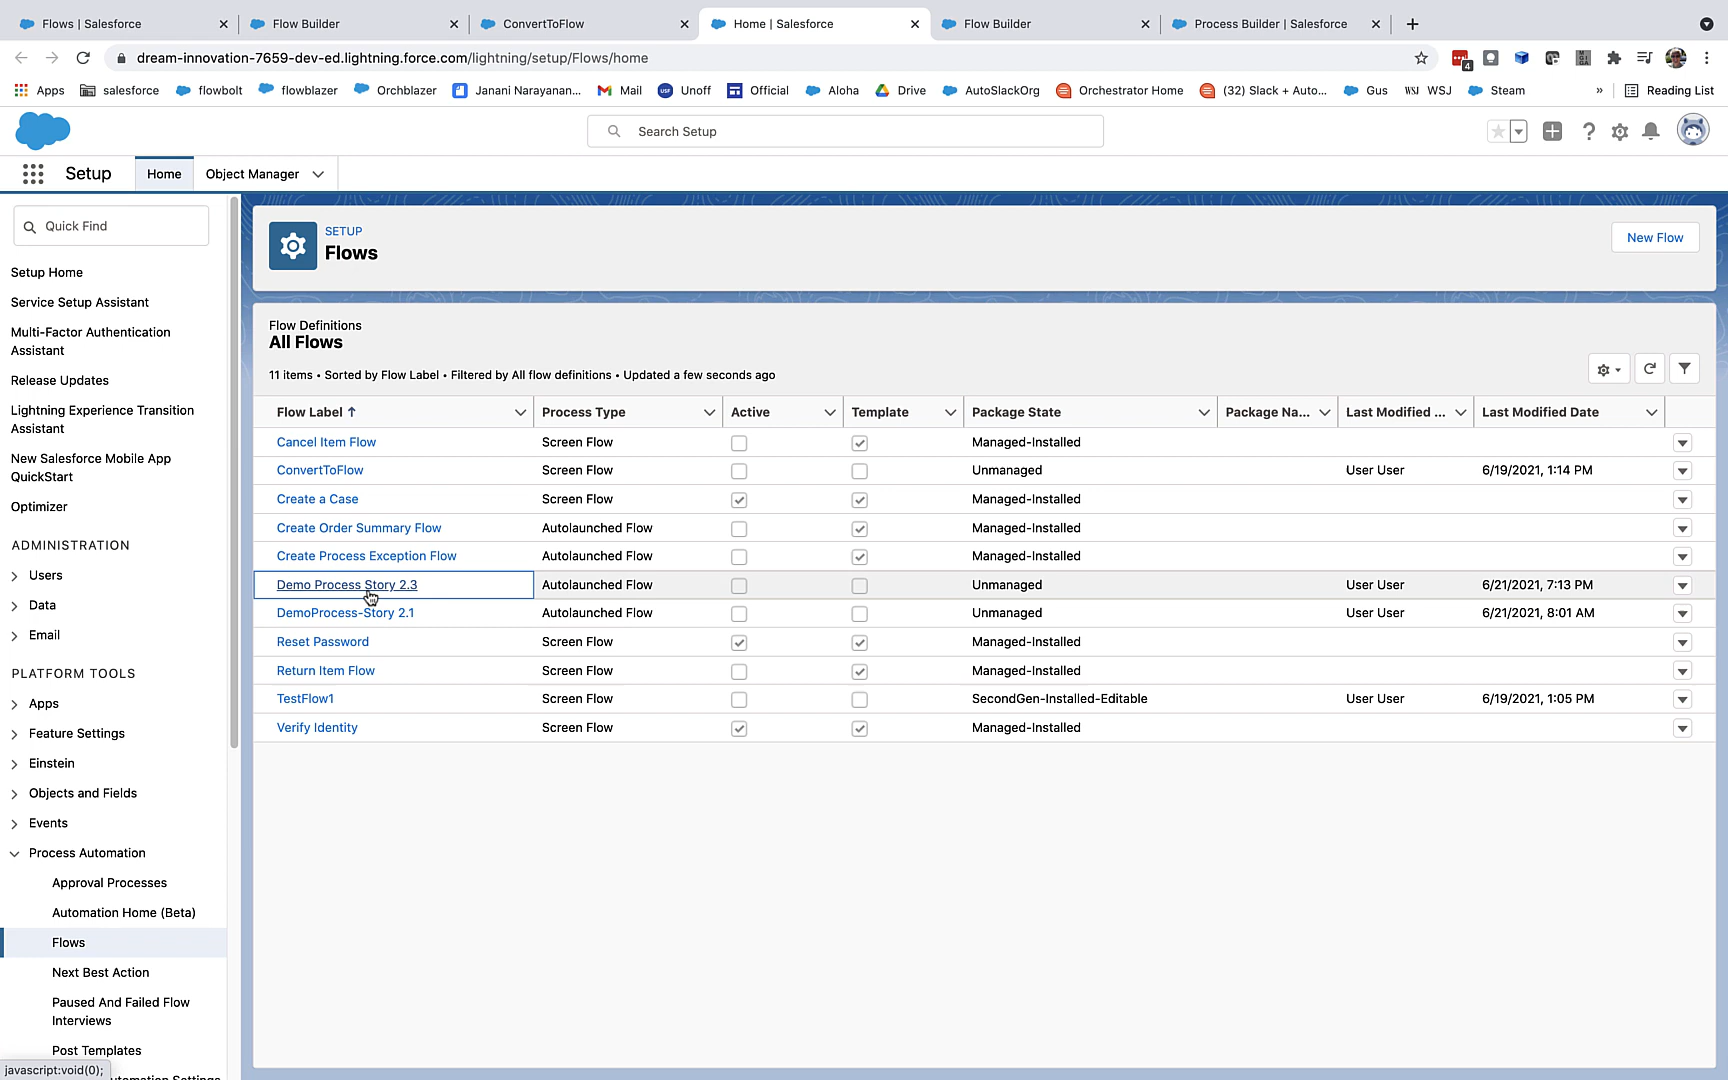 Flows | Salesforce
Flow Builder
ConvertToFlow
Home | Salesforce
Flow Builder
Process Builder | Salesforce
dream-innovation-7659-dev-ed.lightning.force.com/lightning/setup/Flows/home
4
Apps
salesforce
flowbolt
flowblazer
Orchblazer
Janani Narayanan...
Mail
USF
Unoff
Official
Aloha
Drive
AutoSlackOrg
Orchestrator Home
(32) Slack + Auto...
Gus
WSJ WSJ
Steam
»
Reading List
Search Setup
Setup
Home
Object Manager
Quick Find
Setup Home
Service Setup Assistant
Multi-Factor Authentication
Assistant
Release Updates
Lightning Experience Transition
Assistant
New Salesforce Mobile App
QuickStart
Optimizer
ADMINISTRATION
Users
Data
Email
PLATFORM TOOLS
Apps
Feature Settings
Einstein
Objects and Fields
Events
Process Automation
Approval Processes
Automation Home (Beta)
Flows
Next Best Action
Paused And Failed Flow
Interviews
Post Templates
javascript:void(0);
SETUP
Flows
New Flow
Flow Definitions
All Flows
11 items • Sorted by Flow Label • Filtered by All flow definitions • Updated a few seconds ago
Flow Label ↑ Process Type Active Template Package State Package Na... Last Modified ... Last Modified Date
Cancel Item Flow Screen Flow Managed-Installed
ConvertToFlow Screen Flow Unmanaged User User 6/19/2021, 1:14 PM
Create a Case Screen Flow Managed-Installed
Create Order Summary Flow Autolaunched Flow Managed-Installed
Create Process Exception Flow Autolaunched Flow Managed-Installed
Demo Process Story 2.3 Autolaunched Flow Unmanaged User User 6/21/2021, 7:13 PM
DemoProcess-Story 2.1 Autolaunched Flow Unmanaged User User 6/21/2021, 8:01 AM
Reset Password Screen Flow Managed-Installed
Return Item Flow Screen Flow Managed-Installed
TestFlow1 Screen Flow SecondGen-Installed-Editable User User 6/19/2021, 1:05 PM
Verify Identity Screen Flow Managed-Installed